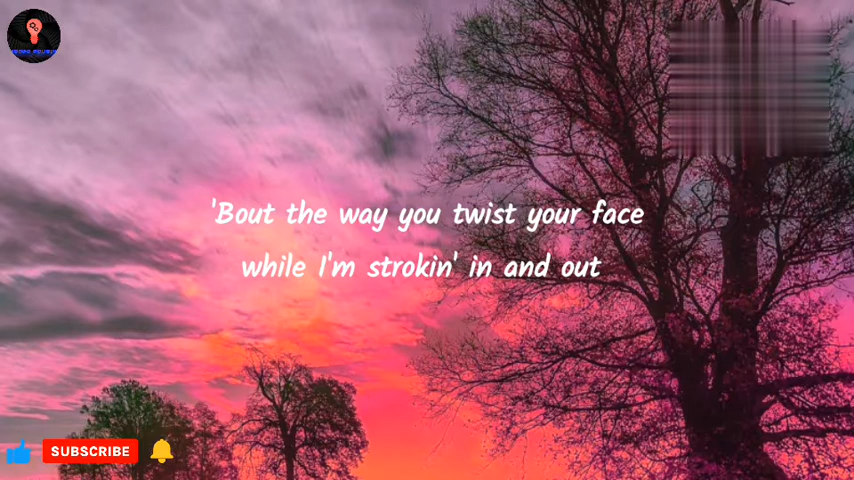 'Bout the way you twist your face
while I'm strokin' in and out
SUBSCRIBE